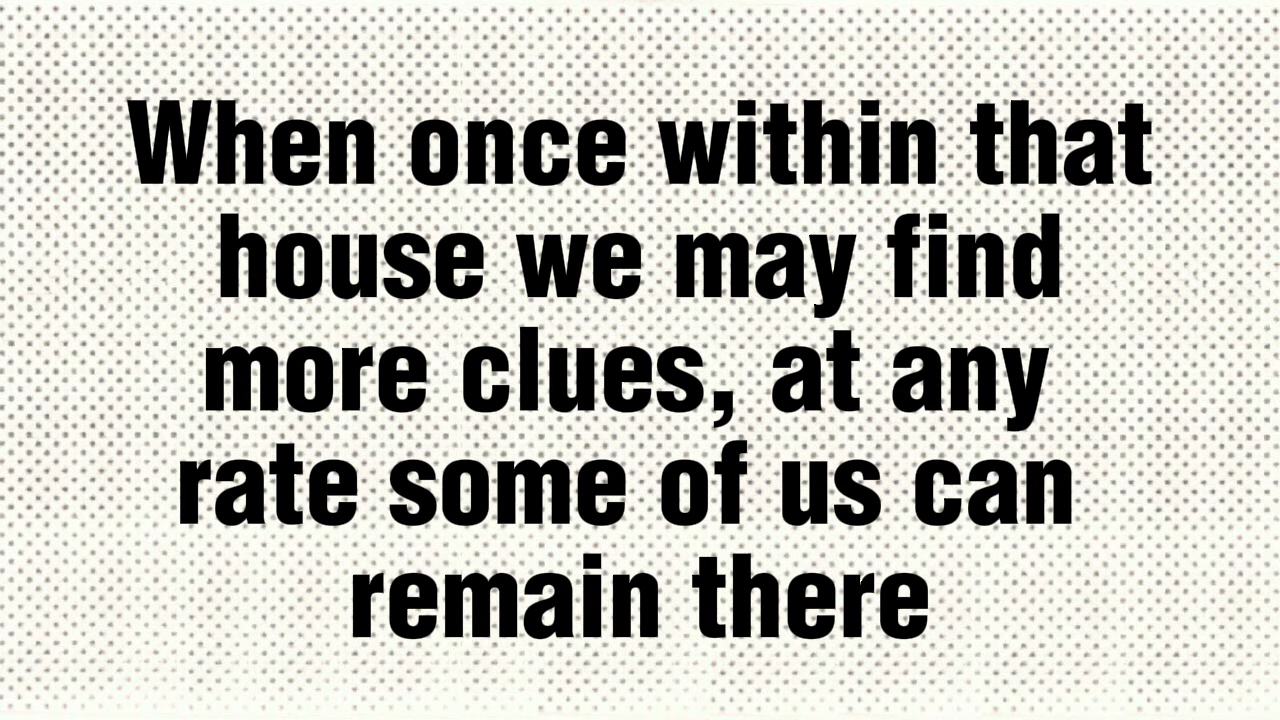 When once within that
house we may find
more clues, at any
rate some of us can
remain there